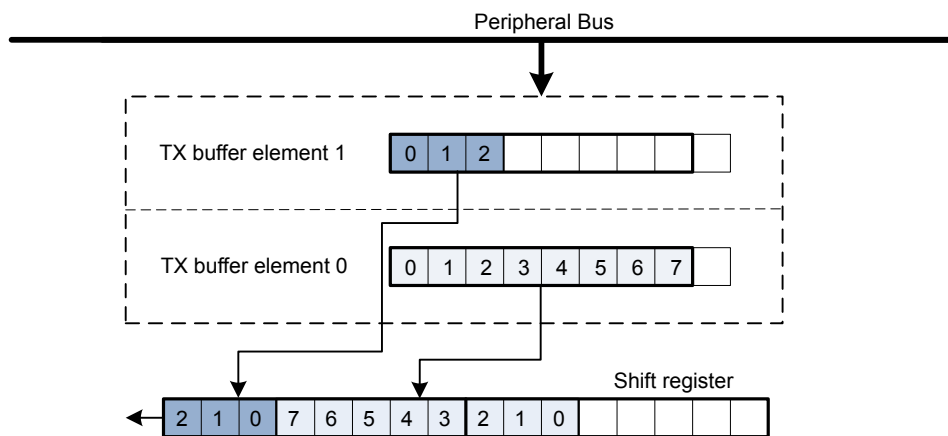 Peripheral Bus
TX buffer element 1
0 1 2
TX buffer element 0
0 1 2 3 4 5 6 7
Shift register
2 1 0 7 6 5 4 3 2 1 0